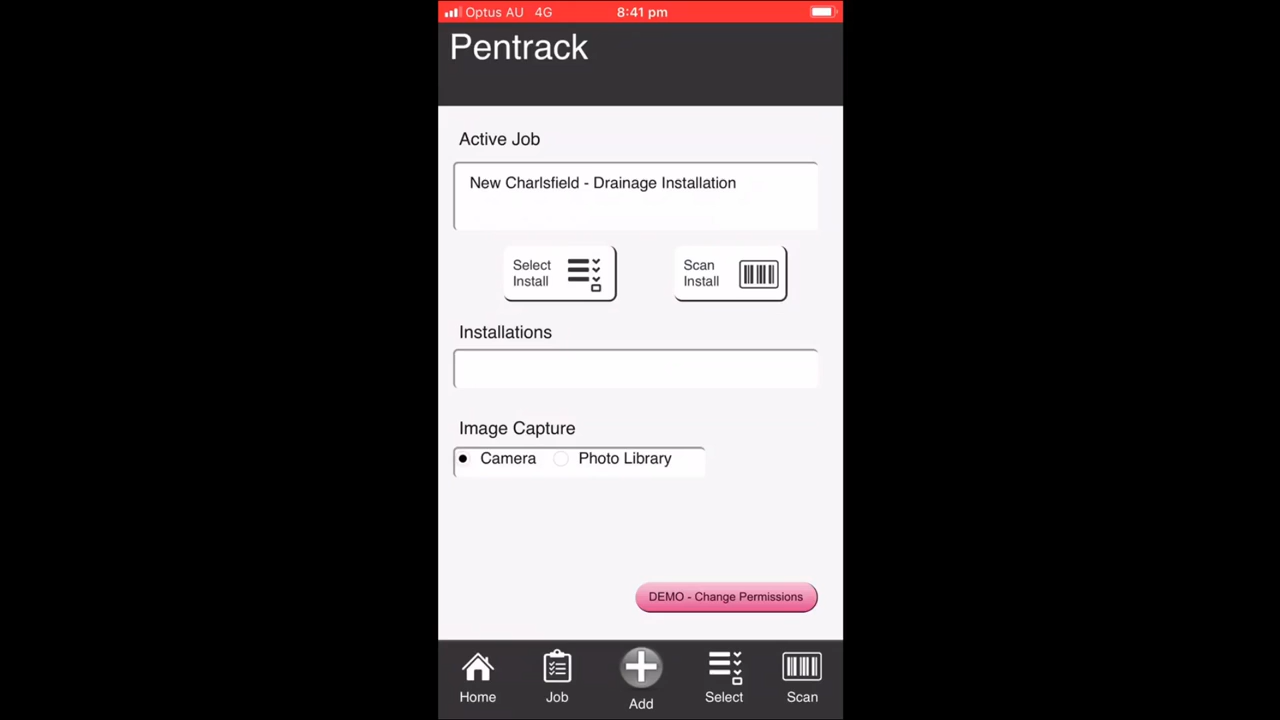 Optus AU 4G 8:41 pm
Pentrack
Active Job
New Charlsfield - Drainage Installation
Select
Install
Scan
Install
Installations
Image Capture
Camera Photo Library
DEMO - Change Permissions
Home Job Add Select Scan